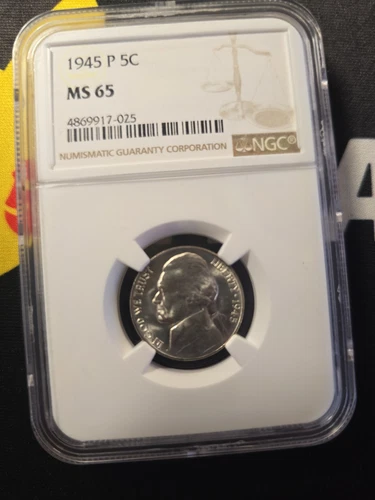 1945 P 5C
MS 65
4869917-025
NUMISMATIC GUARANTY CORPORATION
NGC®
IN GOD WE TRUST
LIBERTY
1945
A